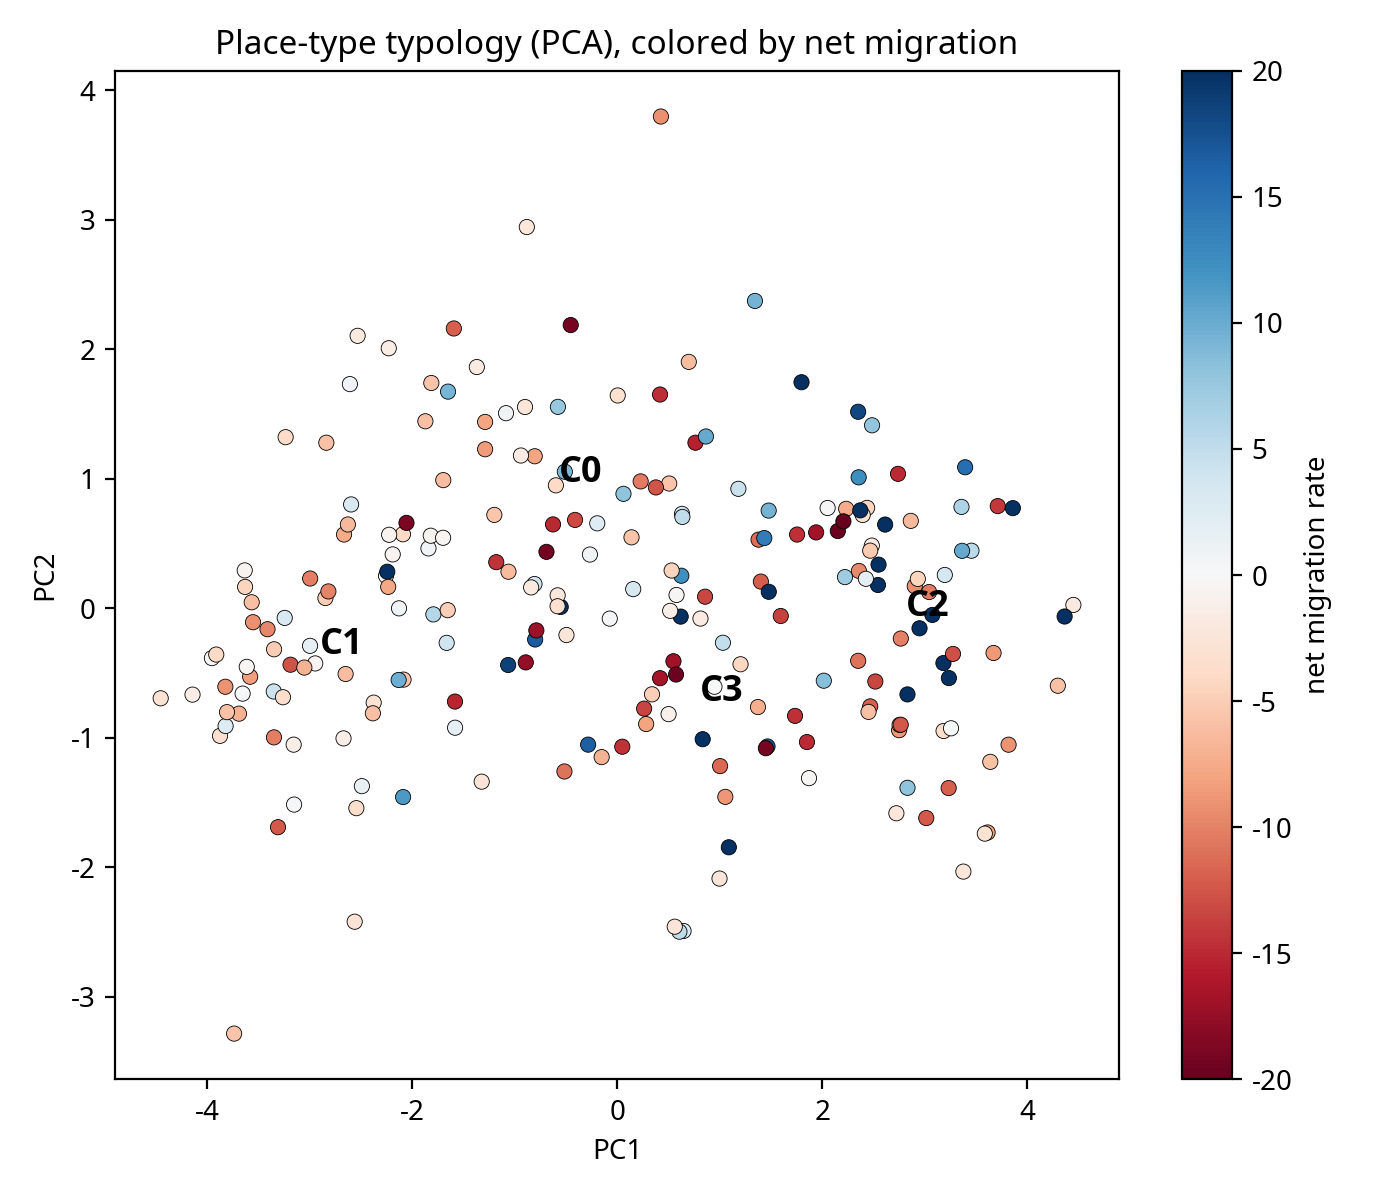 Place-type typology (PCA), colored by net migration
4
3
2
1
0
-1
-2
-3
PC2
C0
C1
C2
C3
-4
-2
0
2
4
PC1
20
15
10
5
0
-5
-10
-15
-20
net migration rate